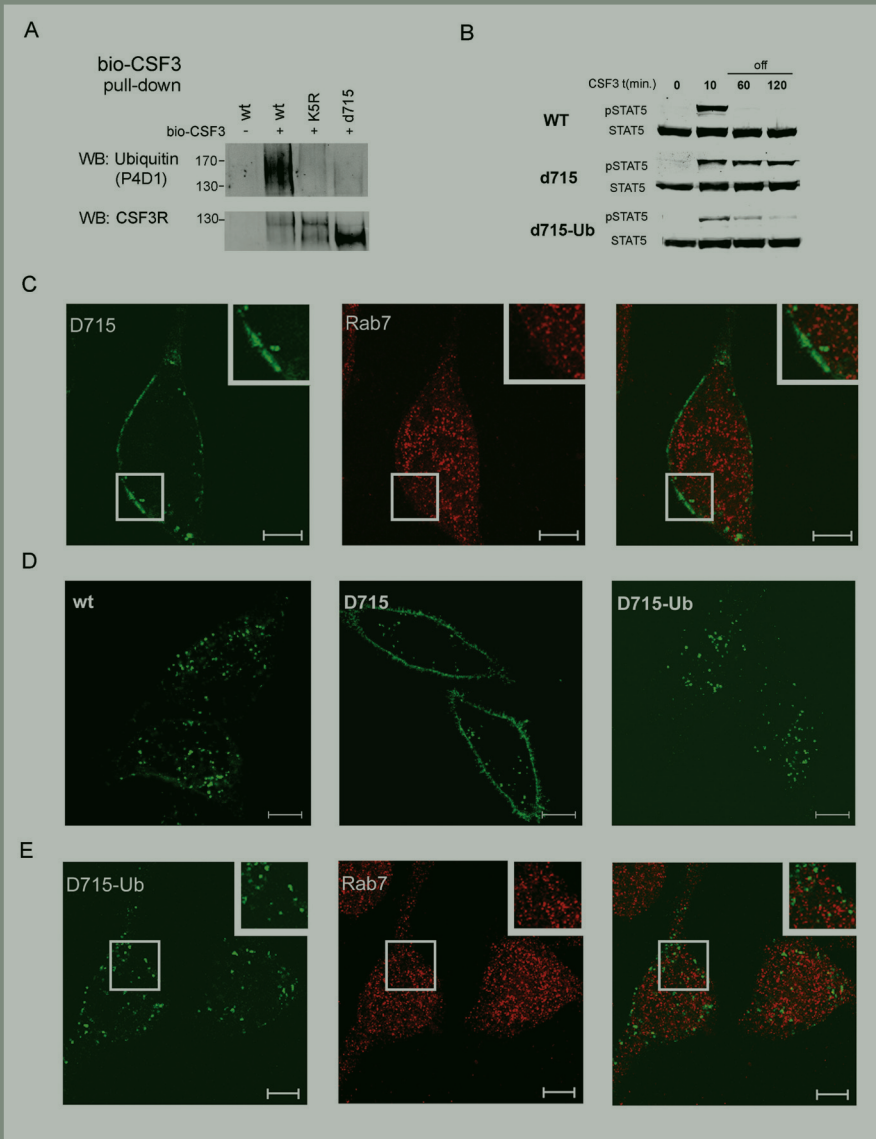 A
bio-CSF3
pull-down
wt
wt
K5R
d715
bio-CSF3 - + + +
WB: Ubiquitin
(P4D1)
170-
130-
WB: CSF3R
130-
B
off
CSF3 t(min.) 0 10 60 120
WT
pSTAT5
STAT5
d715
pSTAT5
STAT5
d715-Ub
pSTAT5
STAT5
C
D715
Rab7
D
wt
D715
D715-Ub
E
D715-Ub
Rab7